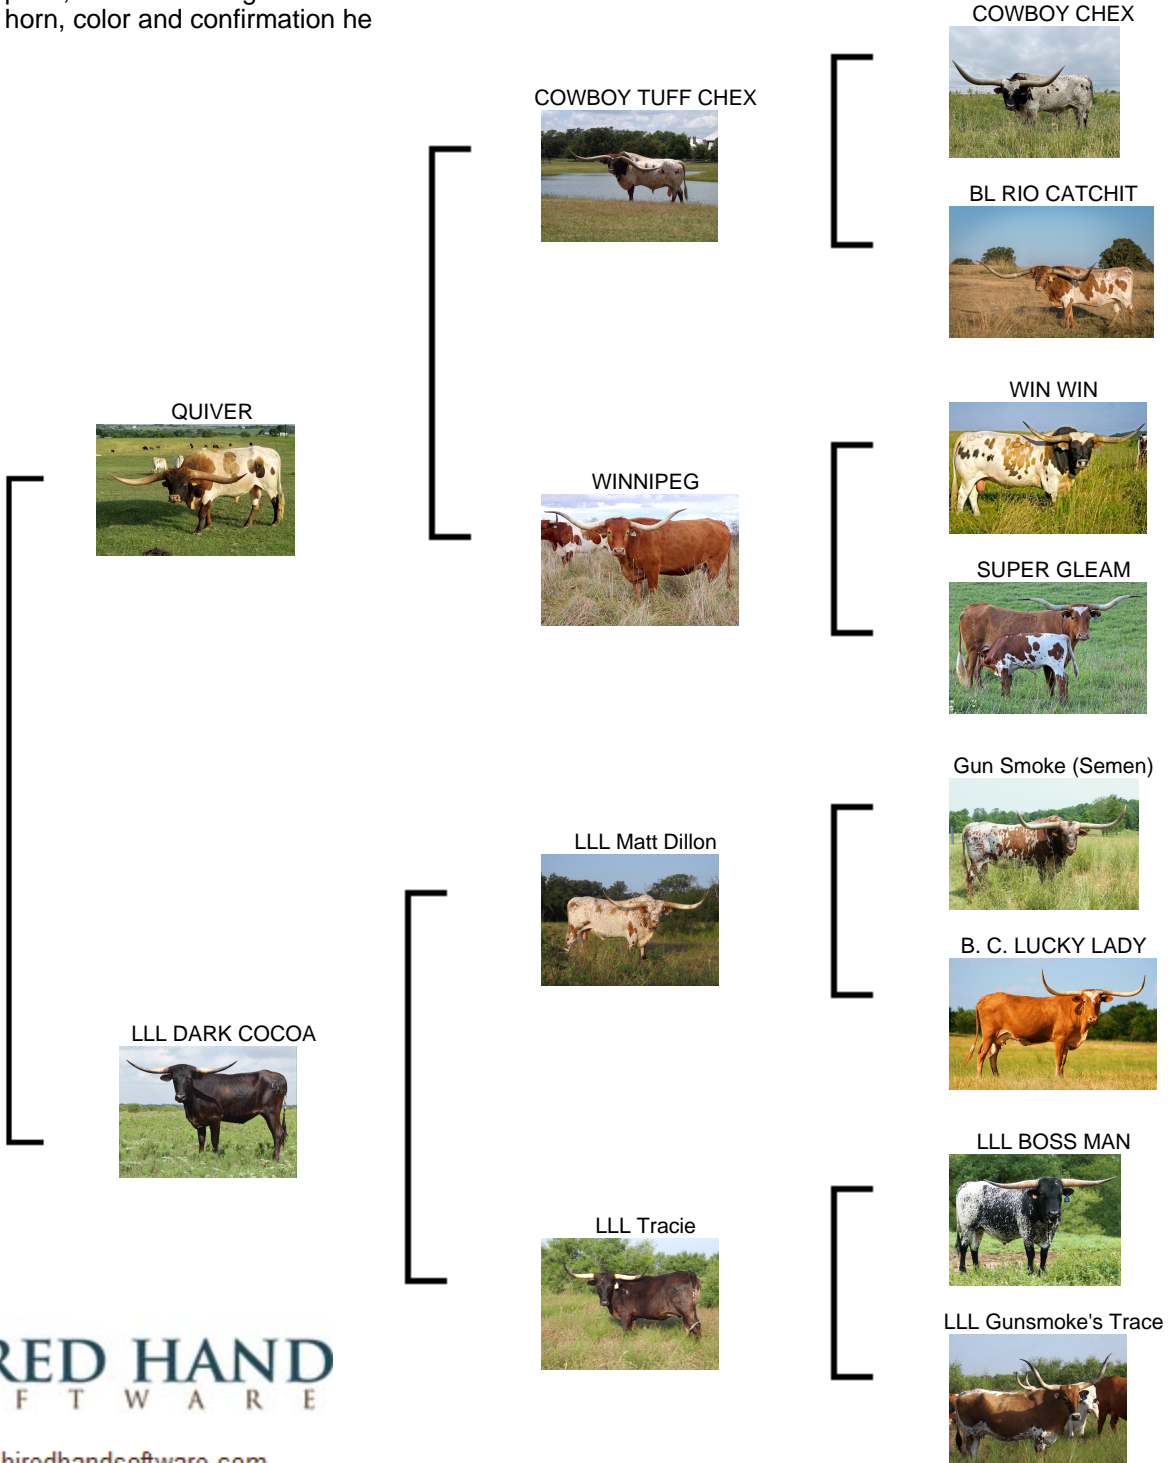 horn, color and confirmation he
COWBOY CHEX
COWBOY TUFF CHEX
BL RIO CATCHIT
QUIVER
WIN WIN
WINNIPEG
SUPER GLEAM
Gun Smoke (Semen)
LLL Matt Dillon
B. C. LUCKY LADY
LLL DARK COCOA
LLL BOSS MAN
LLL Tracie
LLL Gunsmoke's Trace
RED HAND
F T W A R E
hiredhandsoftware.com